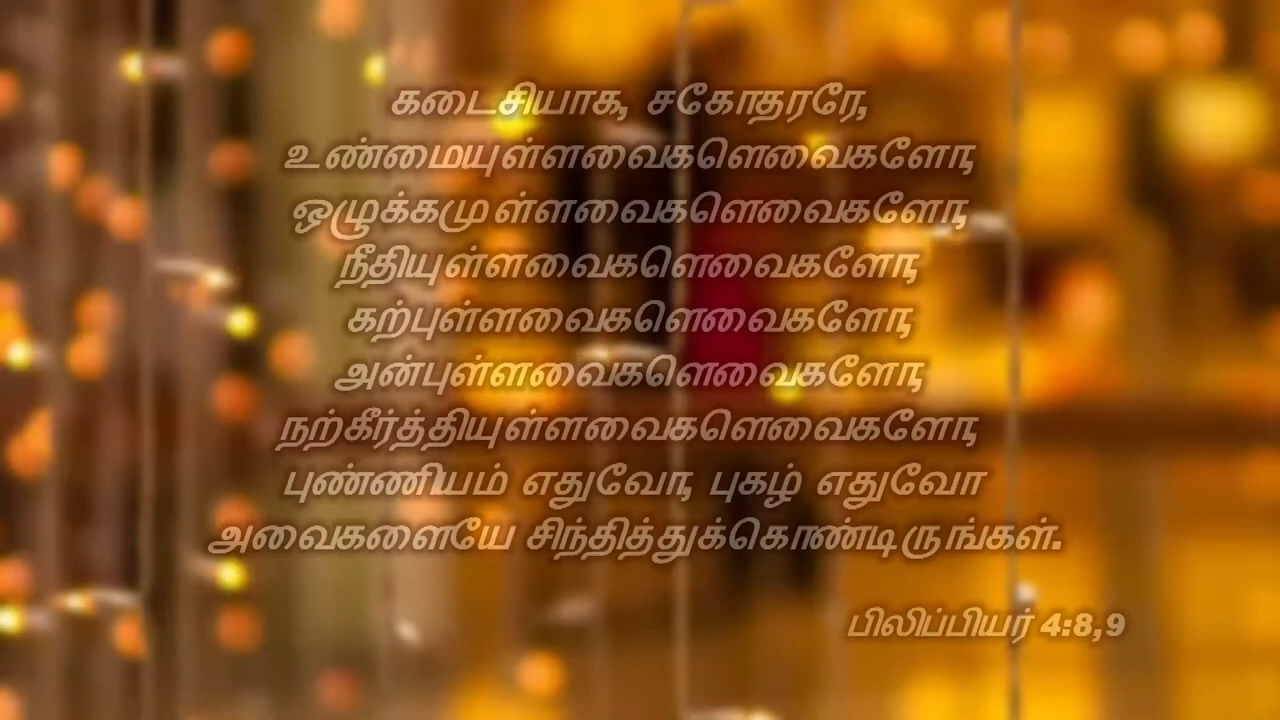 கடைசியாக, சகோதரரே,
உண்மையுள்ளவைகளெவைகளோ,
ஒழுக்கமுள்ளவைகளெவைகளோ,
நீதியுள்ளவைகளெவைகளோ,
கற்புள்ளவைகளெவைகளோ,
அன்புள்ளவைகளெவைகளோ,
நற்கீர்த்தியுள்ளவைகளெவைகளோ,
புண்ணியம் எதுவோ, புகழ் எதுவோ
அவைகளையே சிந்தித்துக்கொண்டிருங்கள்.
பிலிப்பியர் 4:8,9